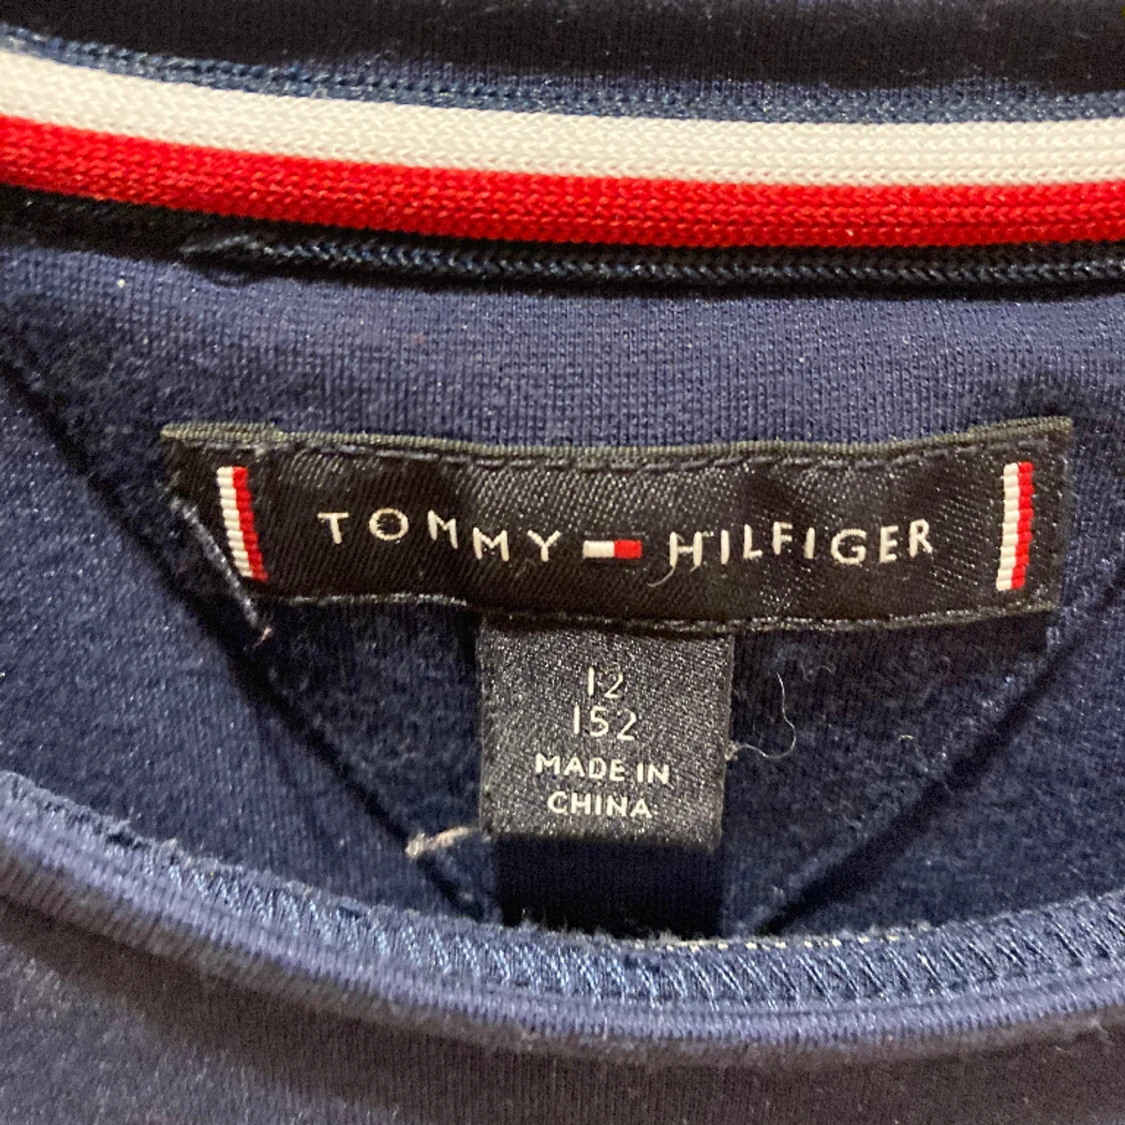 TOMMY HILFIGER
12
152
MADE IN
CHINA